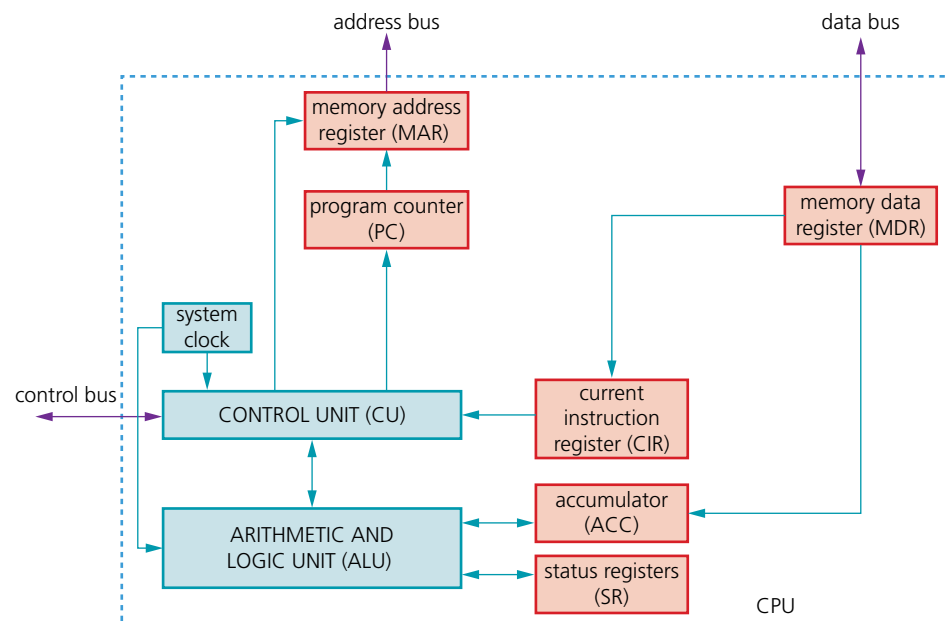 address bus
data bus
memory address
register (MAR)
program counter
(PC)
memory data
register (MDR)
system
clock
control bus
CONTROL UNIT (CU)
current
instruction
register (CIR)
ARITHMETIC AND
LOGIC UNIT (ALU)
accumulator
(ACC)
status registers
(SR)
CPU